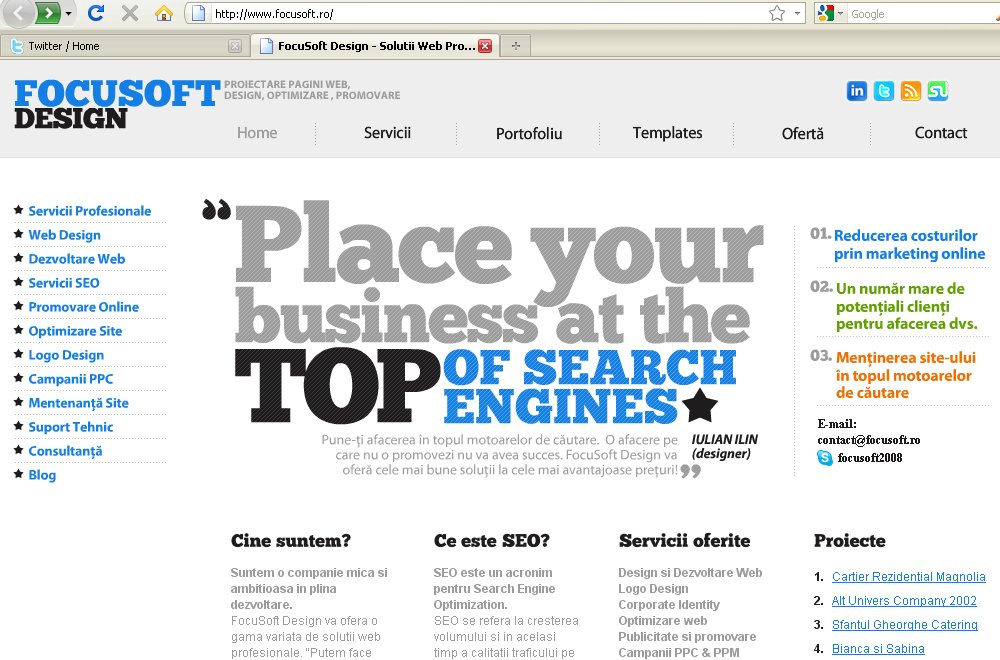 http://www.focusoft.ro/
Google
Twitter / Home
FocuSoft Design - Solutii Web Pro...
FOCUSOFT
DESIGN
PROIECTARE PAGINI WEB,
DESIGN, OPTIMIZARE , PROMOVARE
Home
Servicii
Portofoliu
Templates
Ofertă
Contact
Servicii Profesionale
Web Design
Dezvoltare Web
Servicii SEO
Promovare Online
Optimizare Site
Logo Design
Campanii PPC
Mentenanță Site
Suport Tehnic
Consultanță
Blog
“Place your
business at the
TOP OF SEARCH
ENGINES
Pune-ți afacerea în topul motoarelor de căutare. O afacere pe
care nu o promovezi nu va avea succes. FocuSoft Design va
oferă cele mai bune soluții la cele mai avantajoase prețuri!”
IULIAN ILIN
(designer)
01. Reducerea costurilor
prin marketing online
02. Un număr mare de
potențiali clienți
pentru afacerea dvs.
03. Menținerea site-ului
în topul motoarelor
de căutare
E-mail:
contact@focusoft.ro
focusoft2008
Cine suntem?
Suntem o companie mica si
ambitioasa in plina
dezvoltare.
FocuSoft Design va ofera o
gama variata de solutii web
profesionale. "Putem face
Ce este SEO?
SEO este un acronim
pentru Search Engine
Optimization.
SEO se refera la cresterea
volumului si in acelasi
timp a calitatii traficului pe
Servicii oferite
Design si Dezvoltare Web
Logo Design
Corporate Identity
Optimizare web
Publicitate si promovare
Campanii PPC & PPM
Proiecte
1. Cartier Rezidential Magnolia
2. Alt Univers Company 2002
3. Sfantul Gheorghe Catering
4. Bianca si Sabina